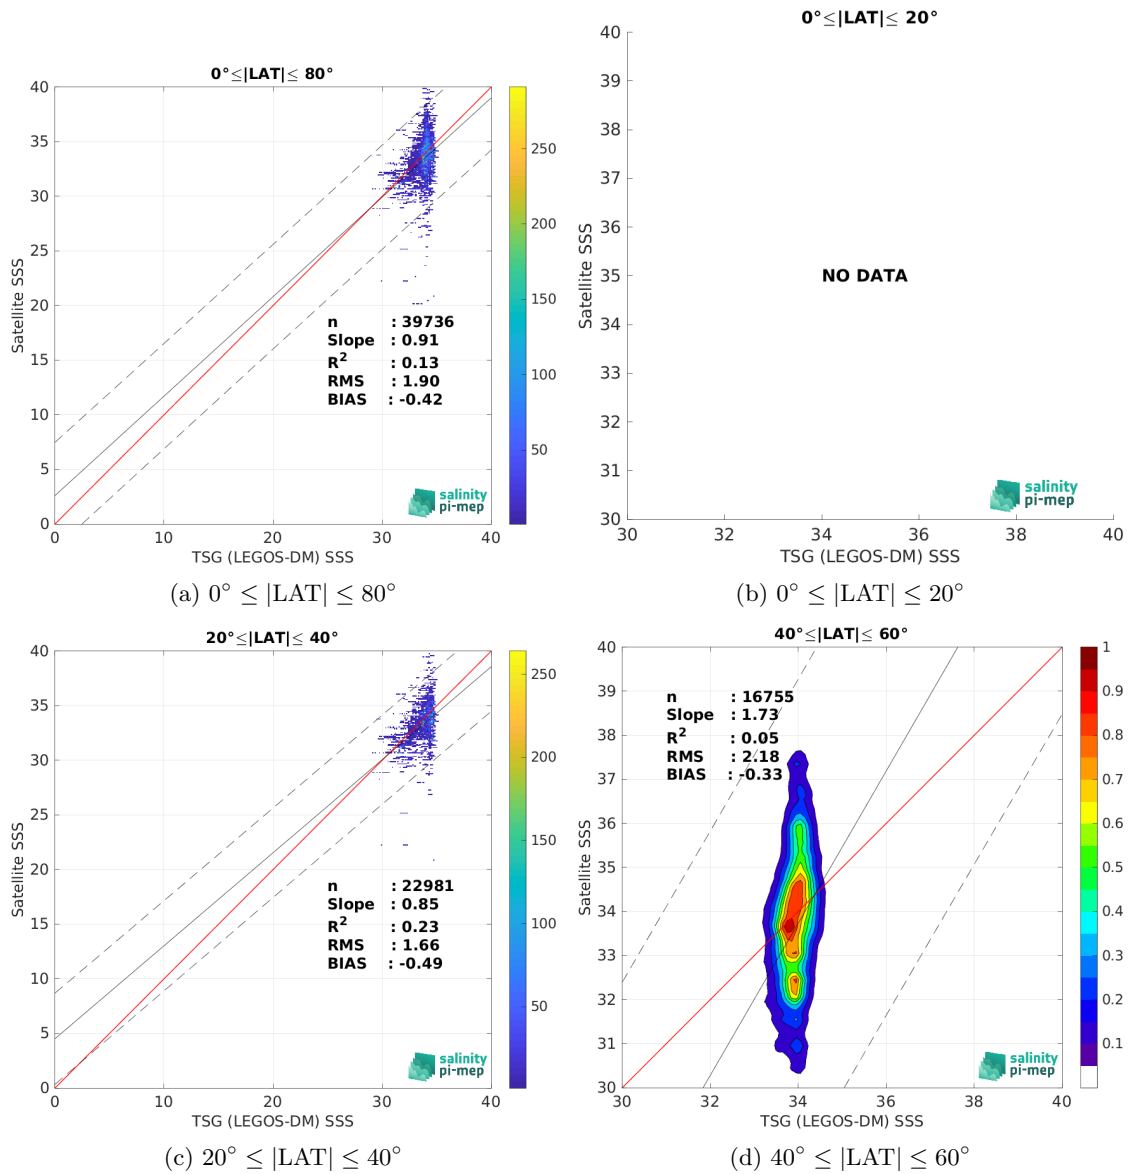 0°≤|LAT|≤ 80°
40
35
30
25
20
15
10
5
0
Satellite SSS
n : 39736
Slope : 0.91
R² : 0.13
RMS : 1.90
BIAS : -0.42
salinity
pi-mep
0 10 20 30 40
TSG (LEGOS-DM) SSS
250
200
150
100
50
(a) 0° ≤ |LAT| ≤ 80°
0°≤|LAT|≤ 20°
40
39
38
37
36
35
34
33
32
31
30
Satellite SSS
NO DATA
salinity
pi-mep
30 32 34 36 38 40
TSG (LEGOS-DM) SSS
(b) 0° ≤ |LAT| ≤ 20°
20°≤|LAT|≤ 40°
40
35
30
25
20
15
10
5
0
Satellite SSS
n : 22981
Slope : 0.85
R² : 0.23
RMS : 1.66
BIAS : -0.49
salinity
pi-mep
0 10 20 30 40
TSG (LEGOS-DM) SSS
250
200
150
100
50
(c) 20° ≤ |LAT| ≤ 40°
40°≤|LAT|≤ 60°
40
39
38
37
36
35
34
33
32
31
30
Satellite SSS
n : 16755
Slope : 1.73
R² : 0.05
RMS : 2.18
BIAS : -0.33
salinity
pi-mep
30 32 34 36 38 40
TSG (LEGOS-DM) SSS
1
0.9
0.8
0.7
0.6
0.5
0.4
0.3
0.2
0.1
(d) 40° ≤ |LAT| ≤ 60°